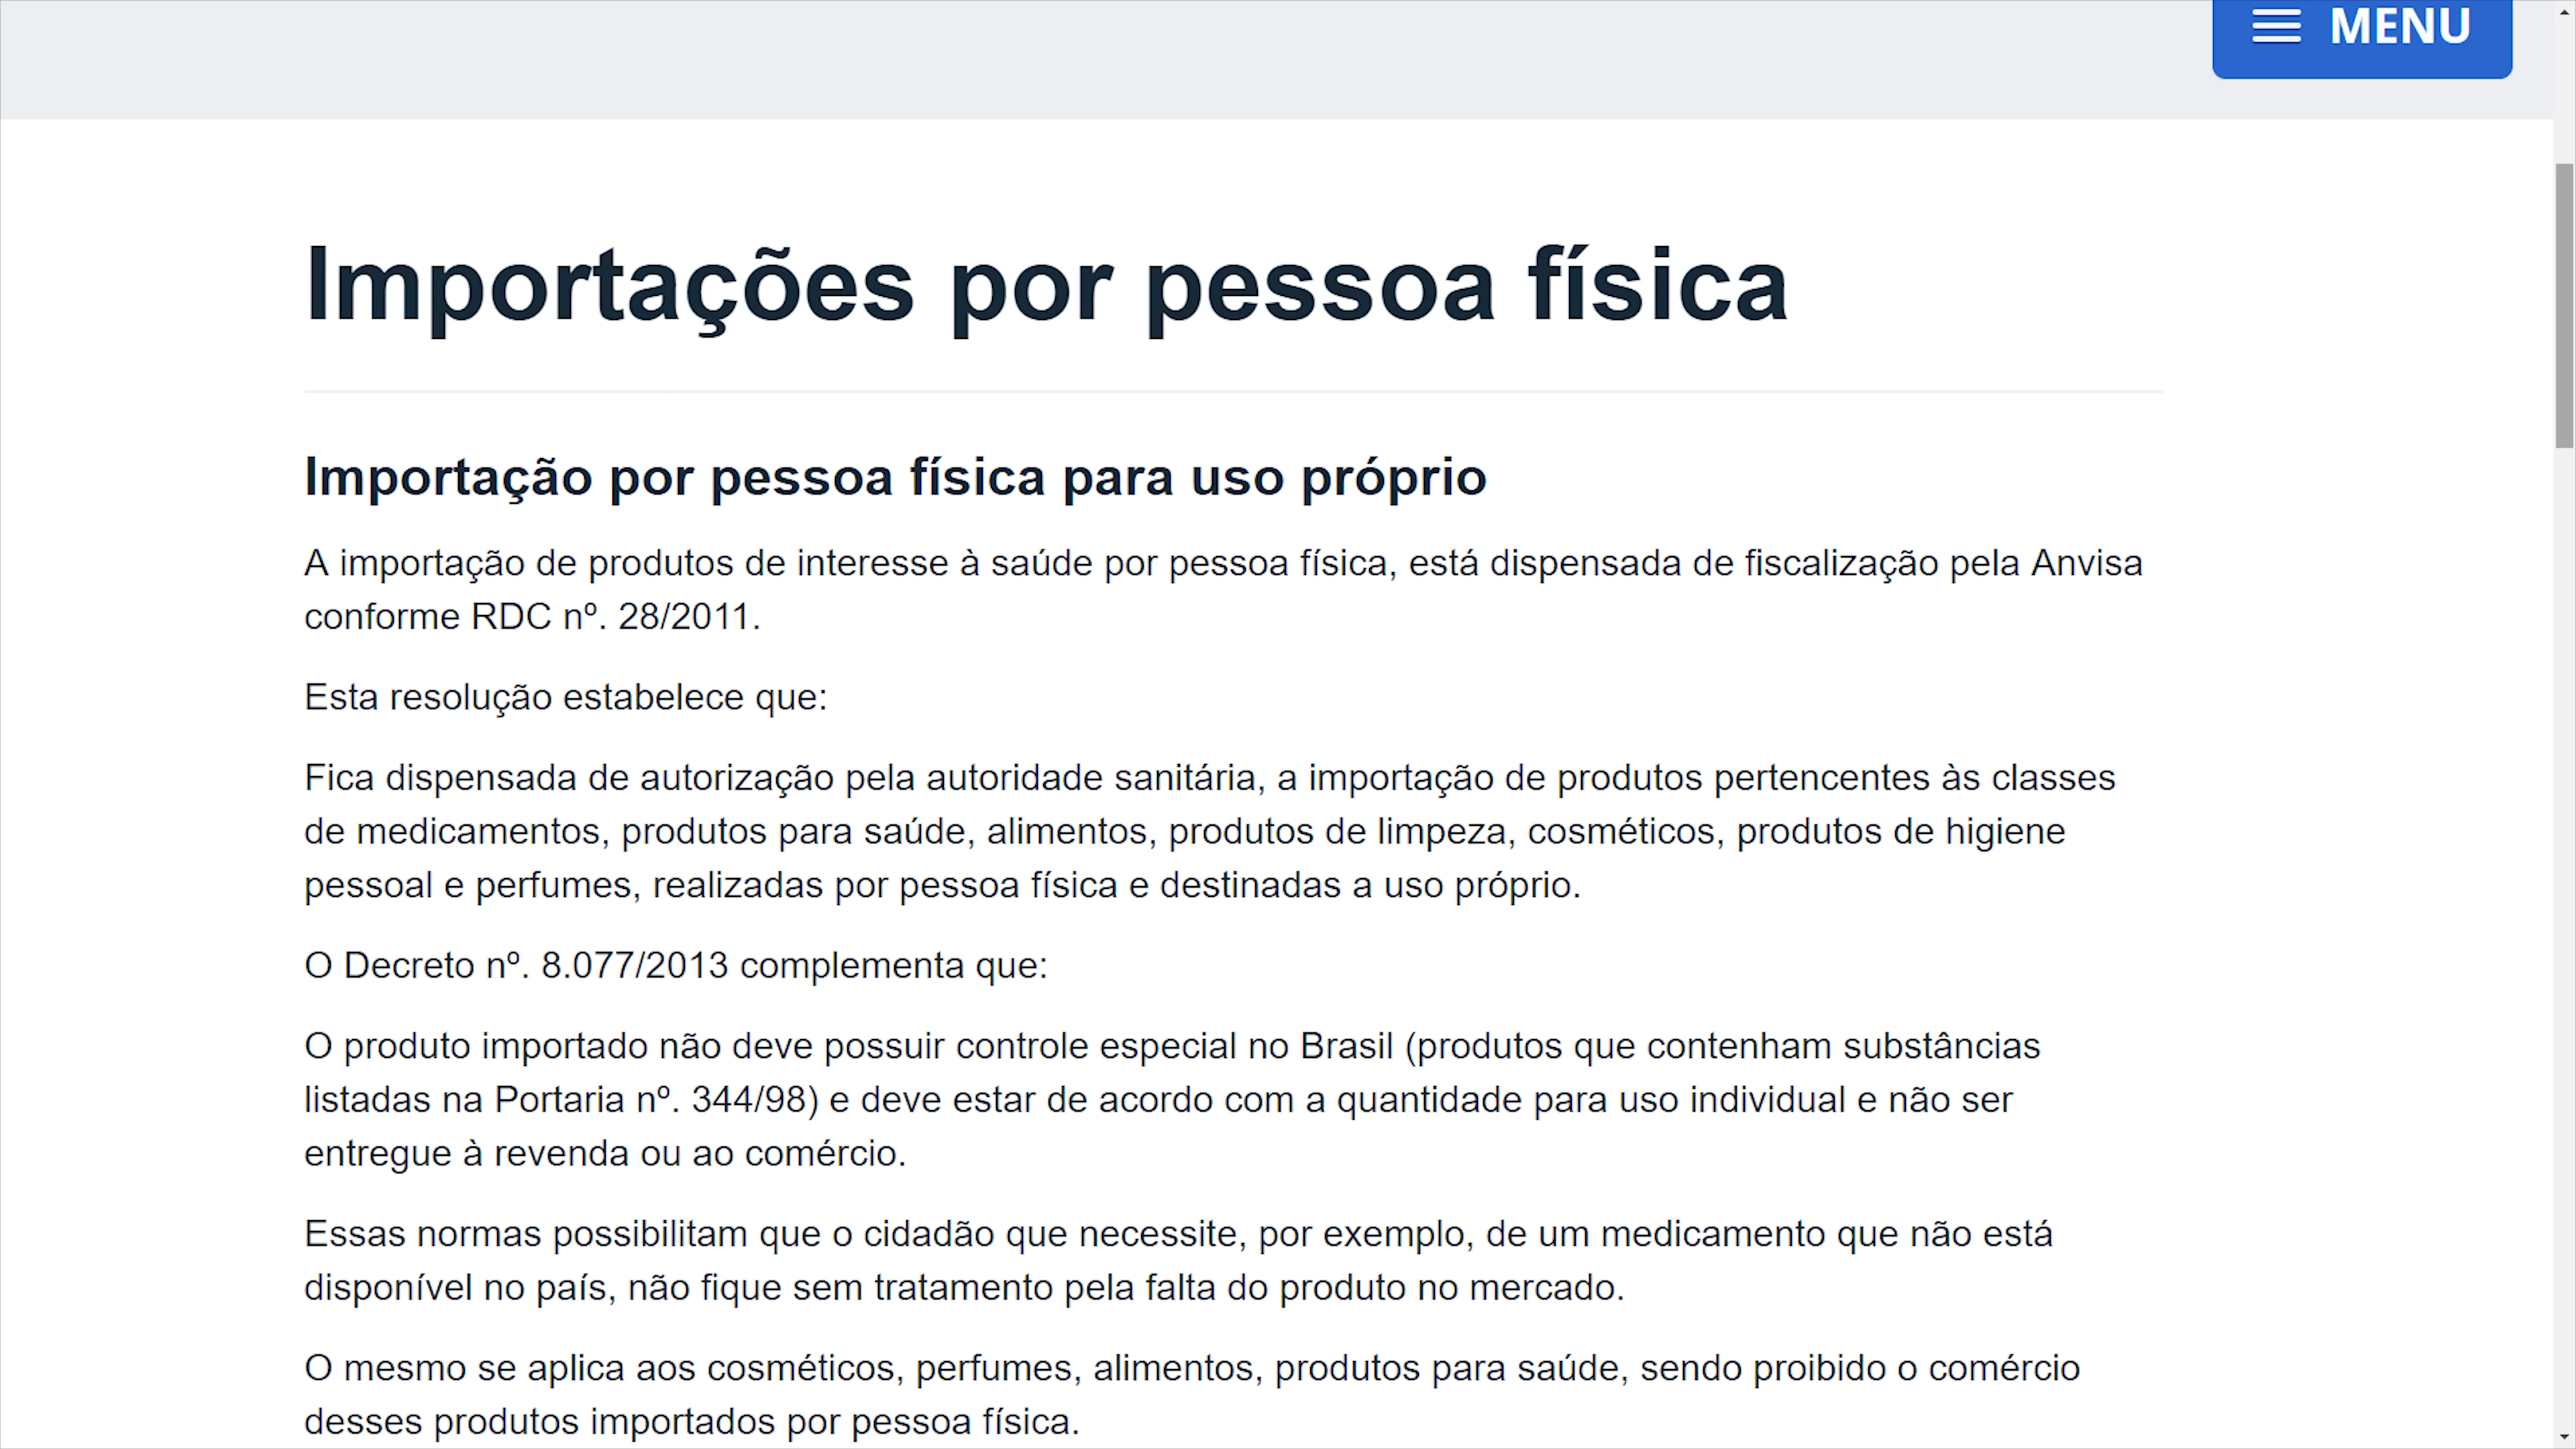 MENU
Importações por pessoa física
Importação por pessoa física para uso próprio
A importação de produtos de interesse à saúde por pessoa física, está dispensada de fiscalização pela Anvisa
conforme RDC nº. 28/2011.
Esta resolução estabelece que:
Fica dispensada de autorização pela autoridade sanitária, a importação de produtos pertencentes às classes
de medicamentos, produtos para saúde, alimentos, produtos de limpeza, cosméticos, produtos de higiene
pessoal e perfumes, realizadas por pessoa física e destinadas a uso próprio.
O Decreto nº. 8.077/2013 complementa que:
O produto importado não deve possuir controle especial no Brasil (produtos que contenham substâncias
listadas na Portaria nº. 344/98) e deve estar de acordo com a quantidade para uso individual e não ser
entregue à revenda ou ao comércio.
Essas normas possibilitam que o cidadão que necessite, por exemplo, de um medicamento que não está
disponível no país, não fique sem tratamento pela falta do produto no mercado.
O mesmo se aplica aos cosméticos, perfumes, alimentos, produtos para saúde, sendo proibido o comércio
desses produtos importados por pessoa física.